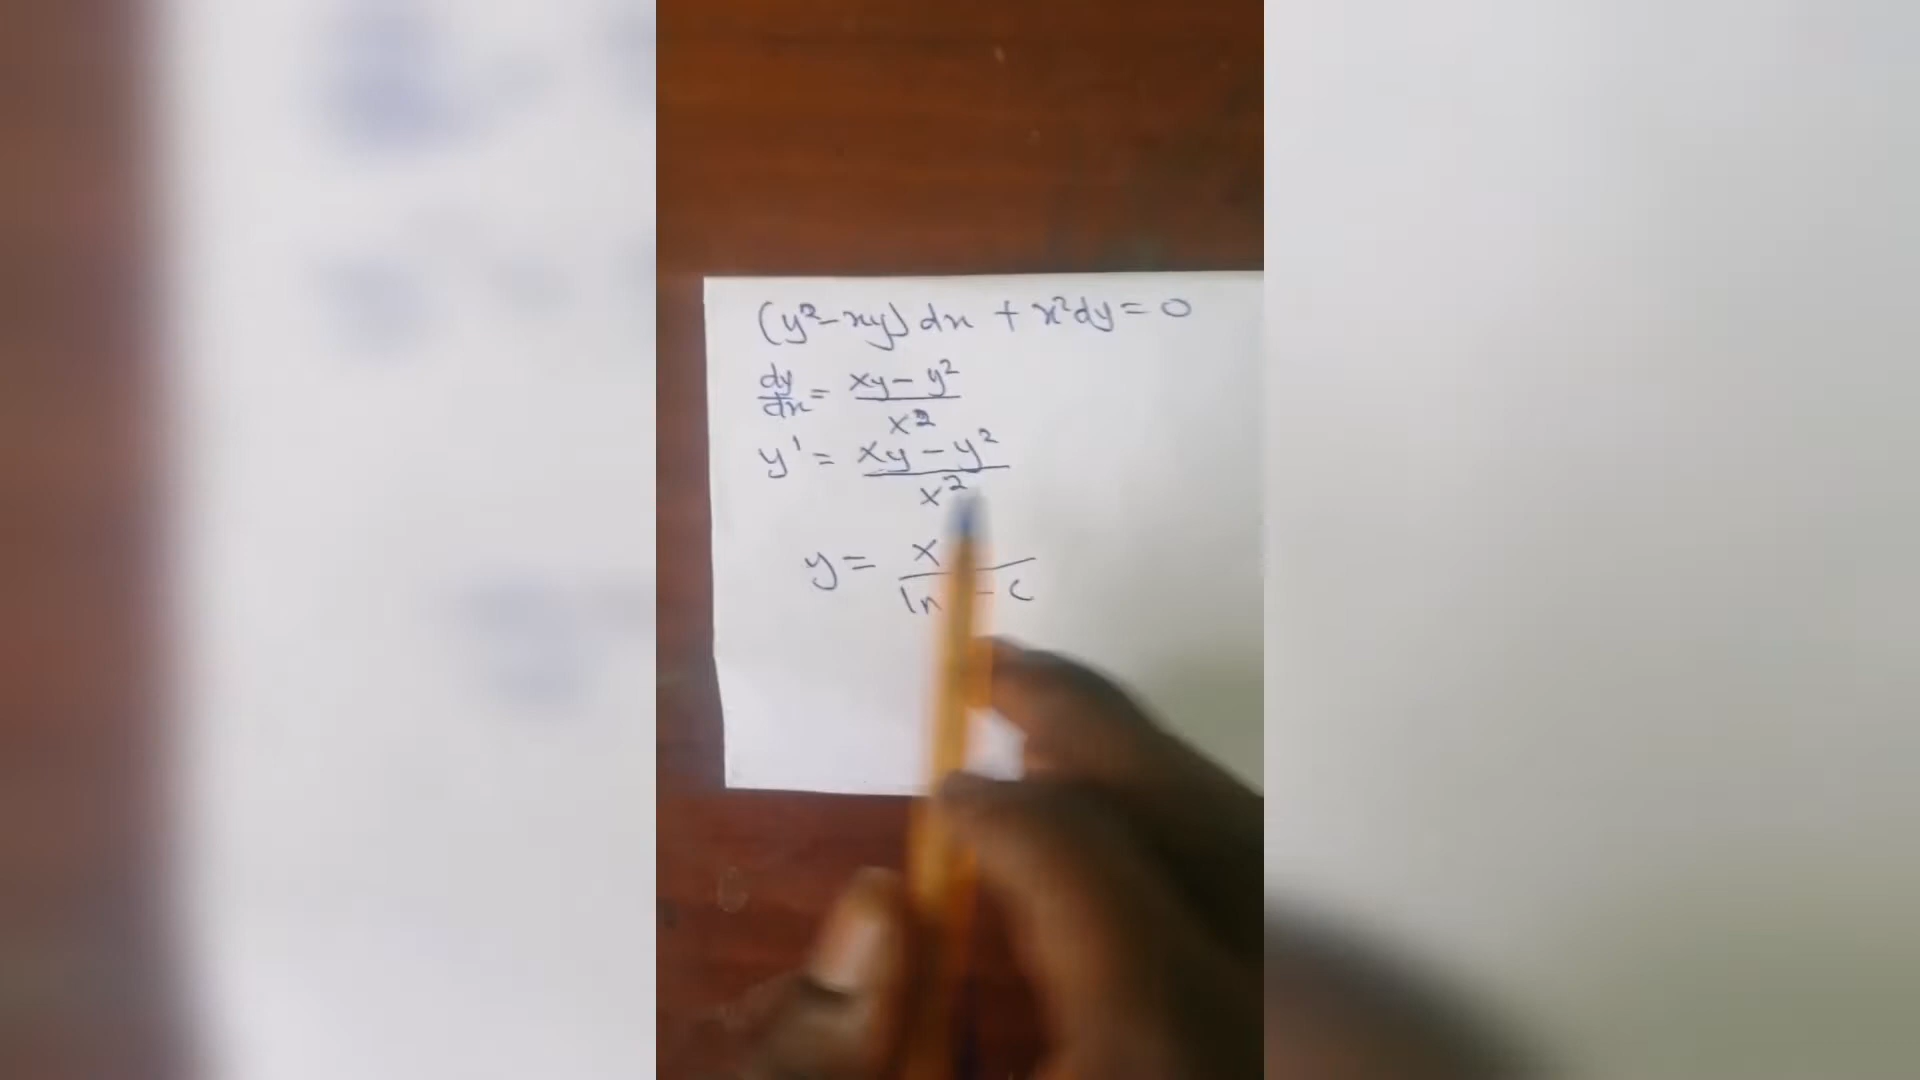 (y²-xy) dx + x²dy = 0
dy/dx = xy - y² / x²
y' = xy - y² / x²
y = x / ln - c